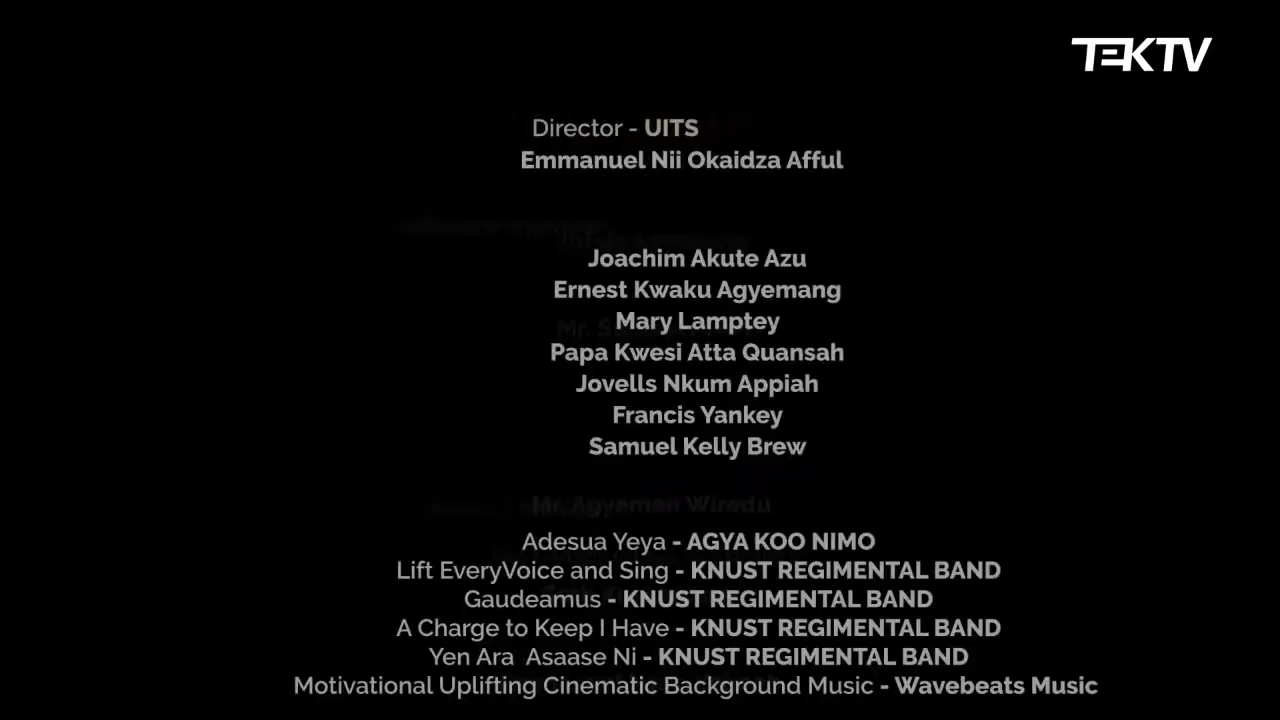 TEKTV
Director - UITS
Emmanuel Nii Okaidza Afful
Joachim Akute Azu
Ernest Kwaku Agyemang
Mary Lamptey
Papa Kwesi Atta Quansah
Jovells Nkum Appiah
Francis Yankey
Samuel Kelly Brew
Mr. Agyeman Wiredu
Adesua Yeya - AGYA KOO NIMO
Lift EveryVoice and Sing - KNUST REGIMENTAL BAND
Gaudeamus - KNUST REGIMENTAL BAND
A Charge to Keep I Have - KNUST REGIMENTAL BAND
Yen Ara  Asaase Ni - KNUST REGIMENTAL BAND
Motivational Uplifting Cinematic Background Music - Wavebeats Music